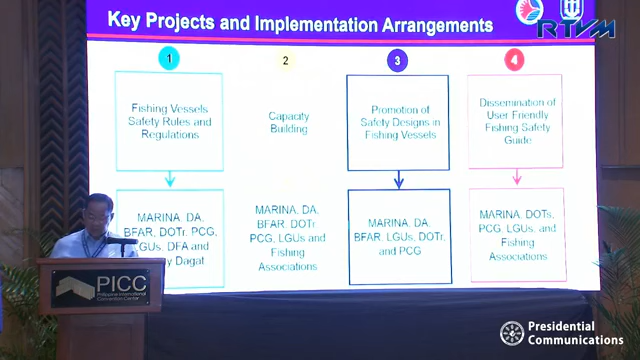 Key Projects and Implementation Arrangements
RTVM
1
2
3
4
Fishing Vessels
Safety Rules and
Regulations
Capacity
Building
Promotion of
Safety Designs in
Fishing Vessels
Dissemination of
User Friendly
Fishing Safety
Guide
MARINA, DA,
BFAR, DOTr, PCG,
LGUs, DFA and
Dagat
MARINA, DA,
BFAR, DOTr
PCG, LGUs and
Fishing
Associations
MARINA, DA,
BFAR, LGUs, DOTr,
and PCG
MARINA, DOTs,
PCG, LGUs, and
Fishing
Associations
PICC
Philippine International
Convention Center
Presidential
Communications